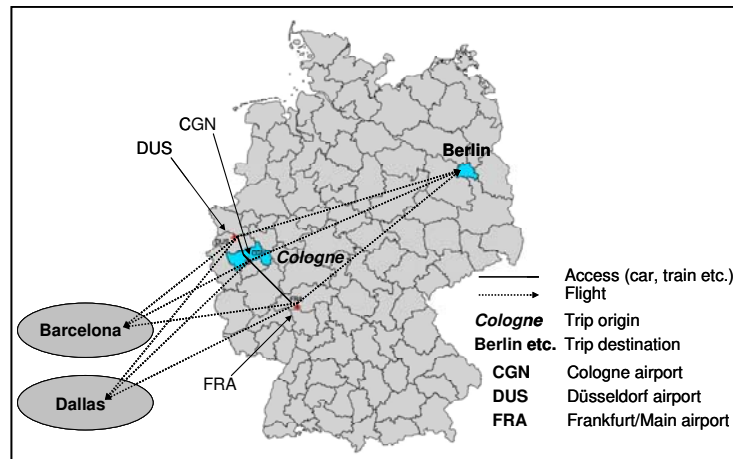 CGN
DUS
Berlin
Cologne
Barcelona
Dallas
FRA
Access (car, train etc.)
Flight
Cologne Trip origin
Berlin etc. Trip destination
CGN Cologne airport
DUS Düsseldorf airport
FRA Frankfurt/Main airport